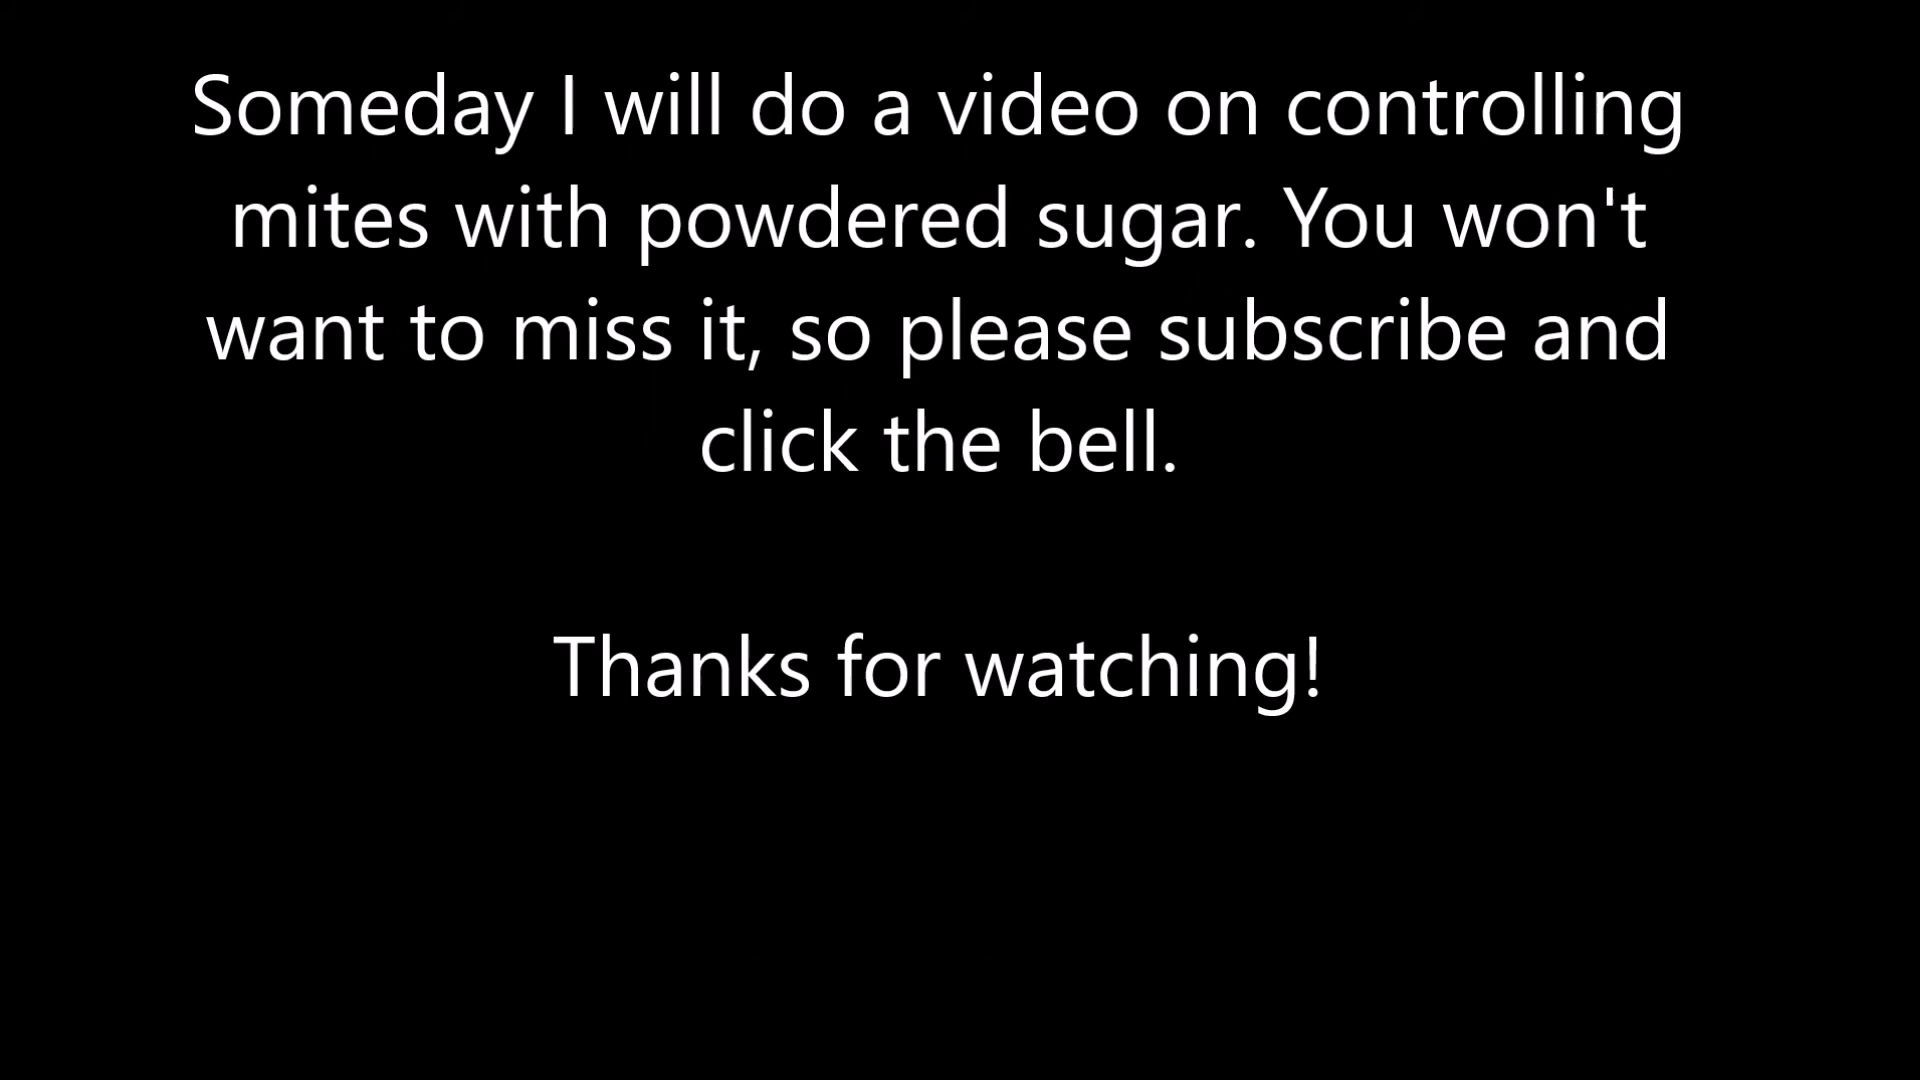 Someday I will do a video on controlling
mites with powdered sugar. You won't
want to miss it, so please subscribe and
click the bell.
Thanks for watching!